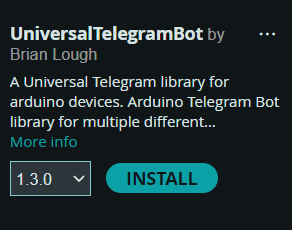 UniversalTelegramBot by
Brian Lough
A Universal Telegram library for
arduino devices. Arduino Telegram Bot
library for multiple different...
More info
1.3.0
INSTALL